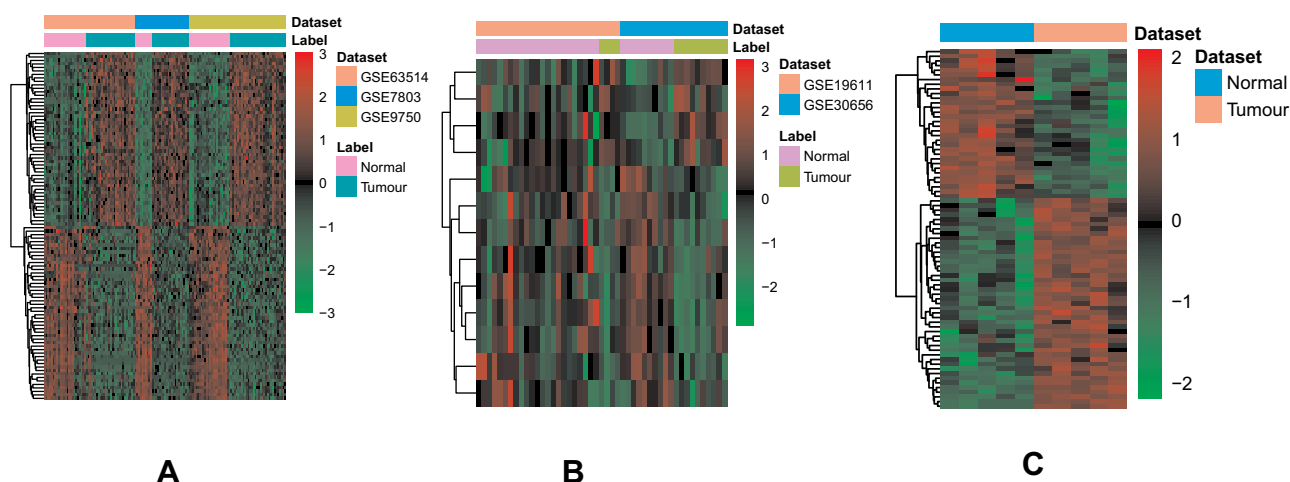 Dataset
Label
3
2
1
0
−1
−2
−3
Dataset
GSE63514
GSE7803
GSE9750
Label
Normal
Tumour
A
Dataset
Label
3
2
1
0
−1
−2
Dataset
GSE19611
GSE30656
Label
Normal
Tumour
B
Dataset
2
1
0
−1
−2
Dataset
Normal
Tumour
C